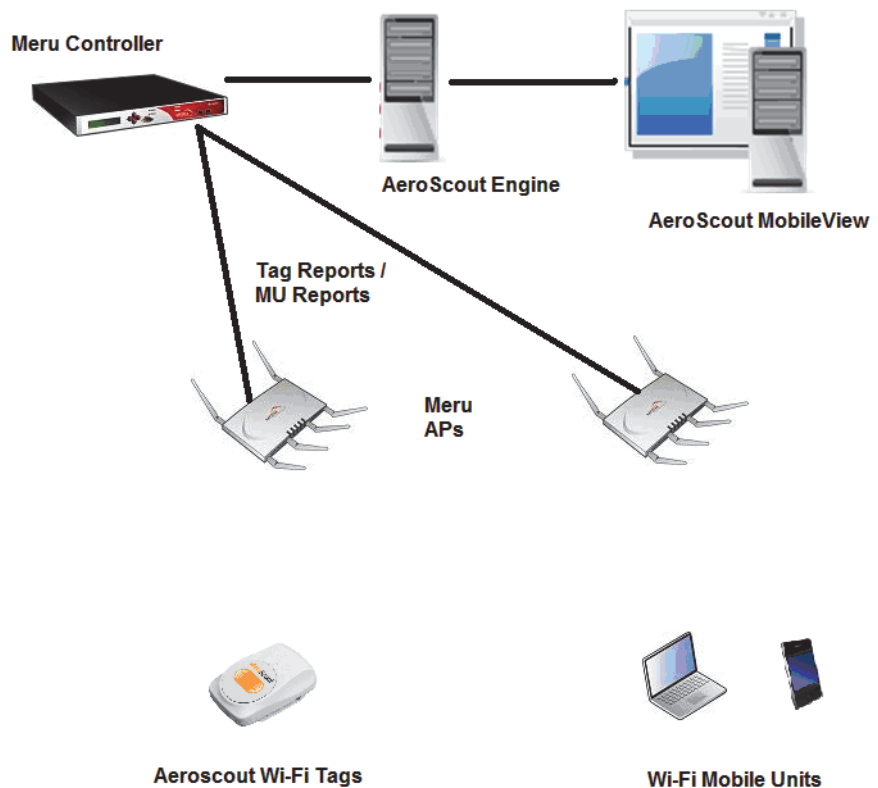 Meru Controller
AeroScout Engine
AeroScout MobileView
Tag Reports /
MU Reports
Meru
APs
Aeroscout Wi-Fi Tags
Wi-Fi Mobile Units